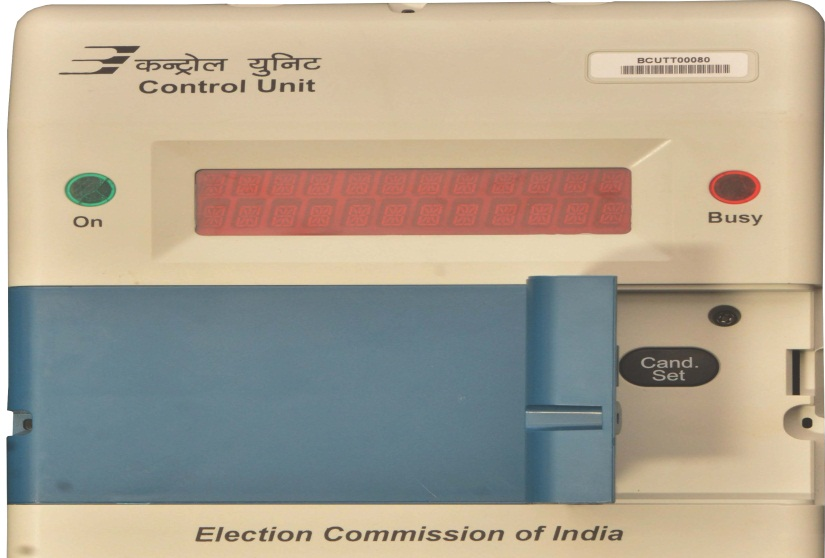 कन्ट्रोल युनिट
Control Unit
BCUTT00080
On
Busy
Cand.
Set
Election Commission of India